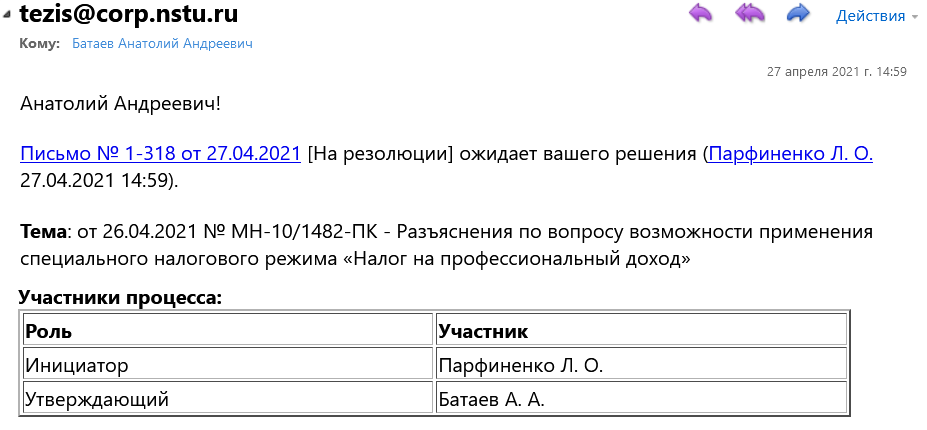 tezis@corp.nstu.ru
Действия
Кому: Батаев Анатолий Андреевич
27 апреля 2021 г. 14:59
Анатолий Андреевич!
Письмо № 1-318 от 27.04.2021 [На резолюции] ожидает вашего решения (Парфиненко Л. О.
27.04.2021 14:59).
Тема: от 26.04.2021 № МН-10/1482-ПК - Разъяснения по вопросу возможности применения
специального налогового режима «Налог на профессиональный доход»
Участники процесса:
Роль Участник
Инициатор Парфиненко Л. О.
Утверждающий Батаев А. А.